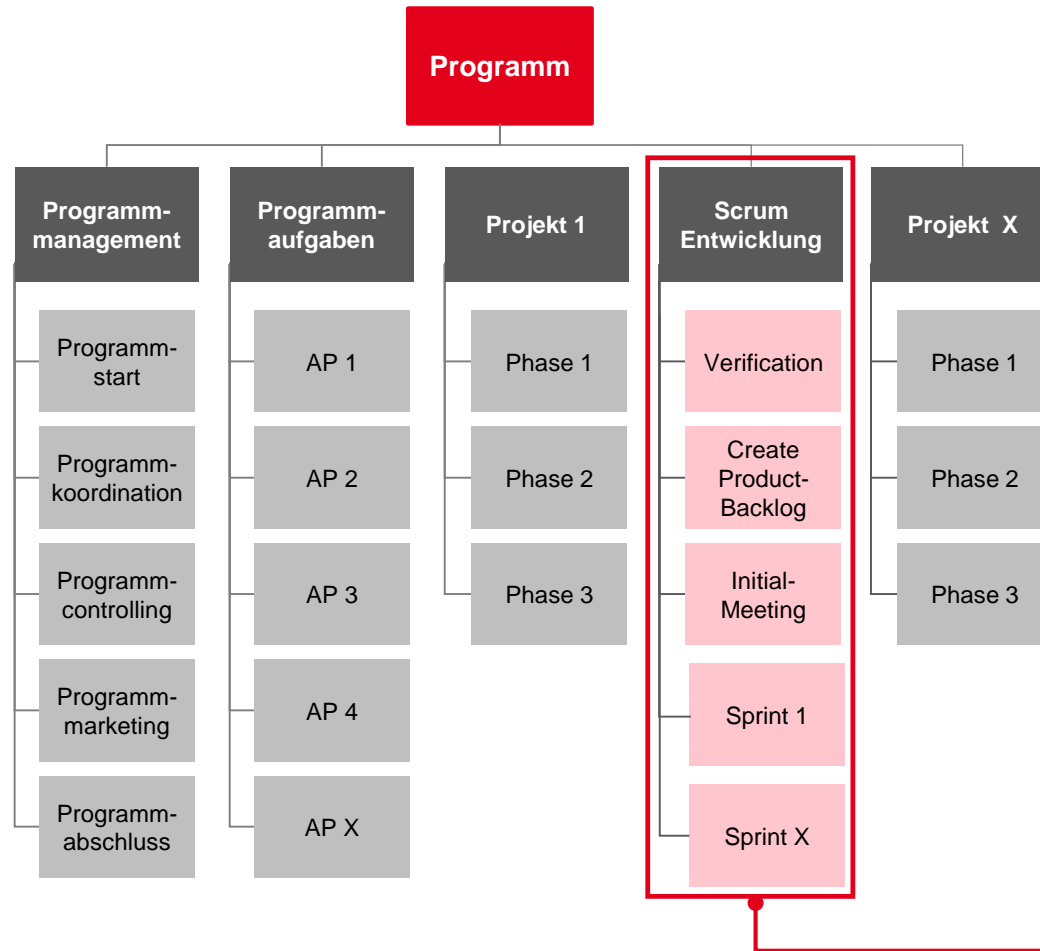 Programm
Programm-
management
Programm-
aufgaben
Projekt 1
Scrum
Entwicklung
Projekt  X
Programm-
start
AP 1
Phase 1
Verification
Phase 1
Programm-
koordination
AP 2
Phase 2
Create
Product-
Backlog
Phase 2
Programm-
controlling
AP 3
Phase 3
Initial-
Meeting
Phase 3
Programm-
marketing
AP 4
Sprint 1
Programm-
abschluss
AP X
Sprint X